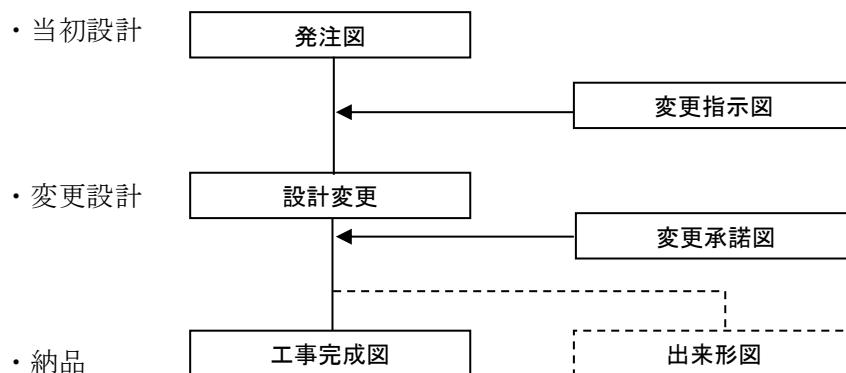 ・当初設計
発注図
変更指示図
・変更設計
設計変更
変更承諾図
・納品
工事完成図
出来形図